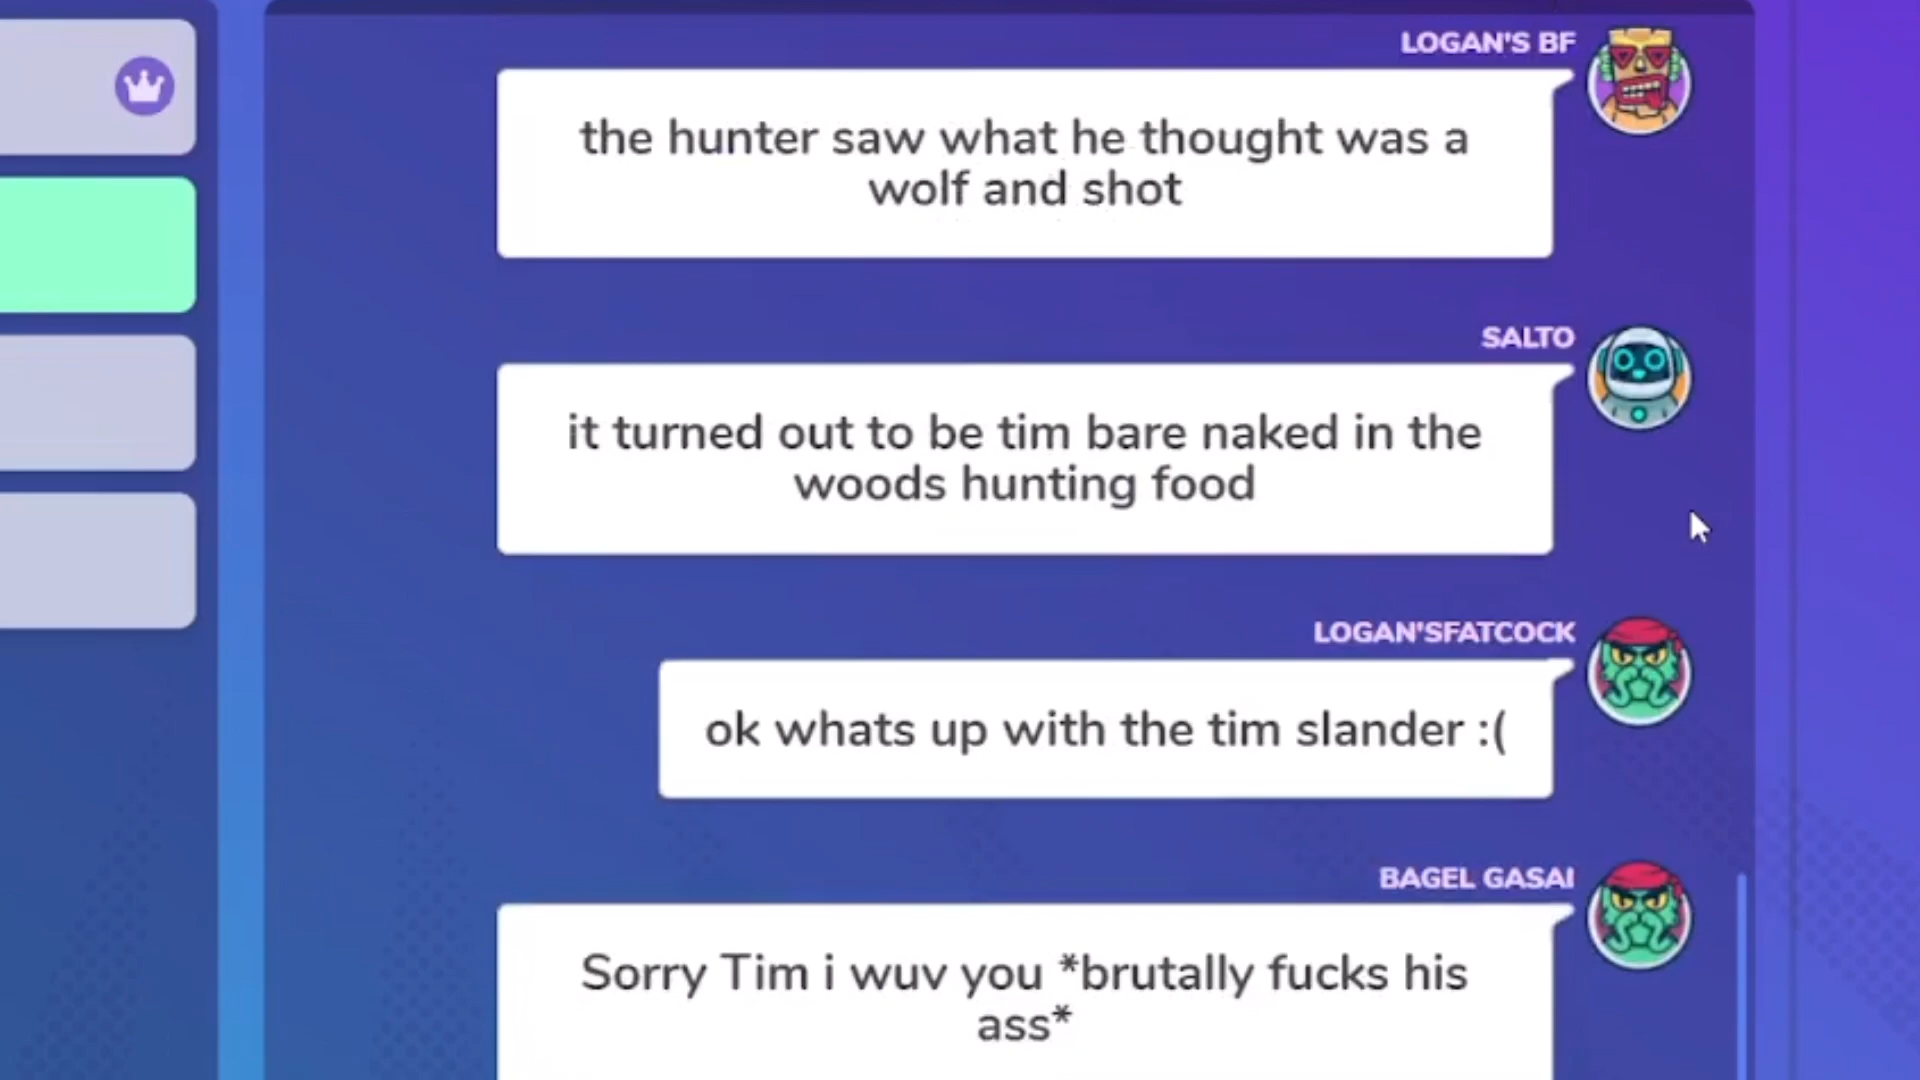 LOGAN'S BF
the hunter saw what he thought was a
wolf and shot
SALTO
it turned out to be tim bare naked in the
woods hunting food
LOGAN'SFATCOCK
ok whats up with the tim slander :(
BAGEL GASAI
Sorry Tim i wuv you *brutally fucks his
ass*